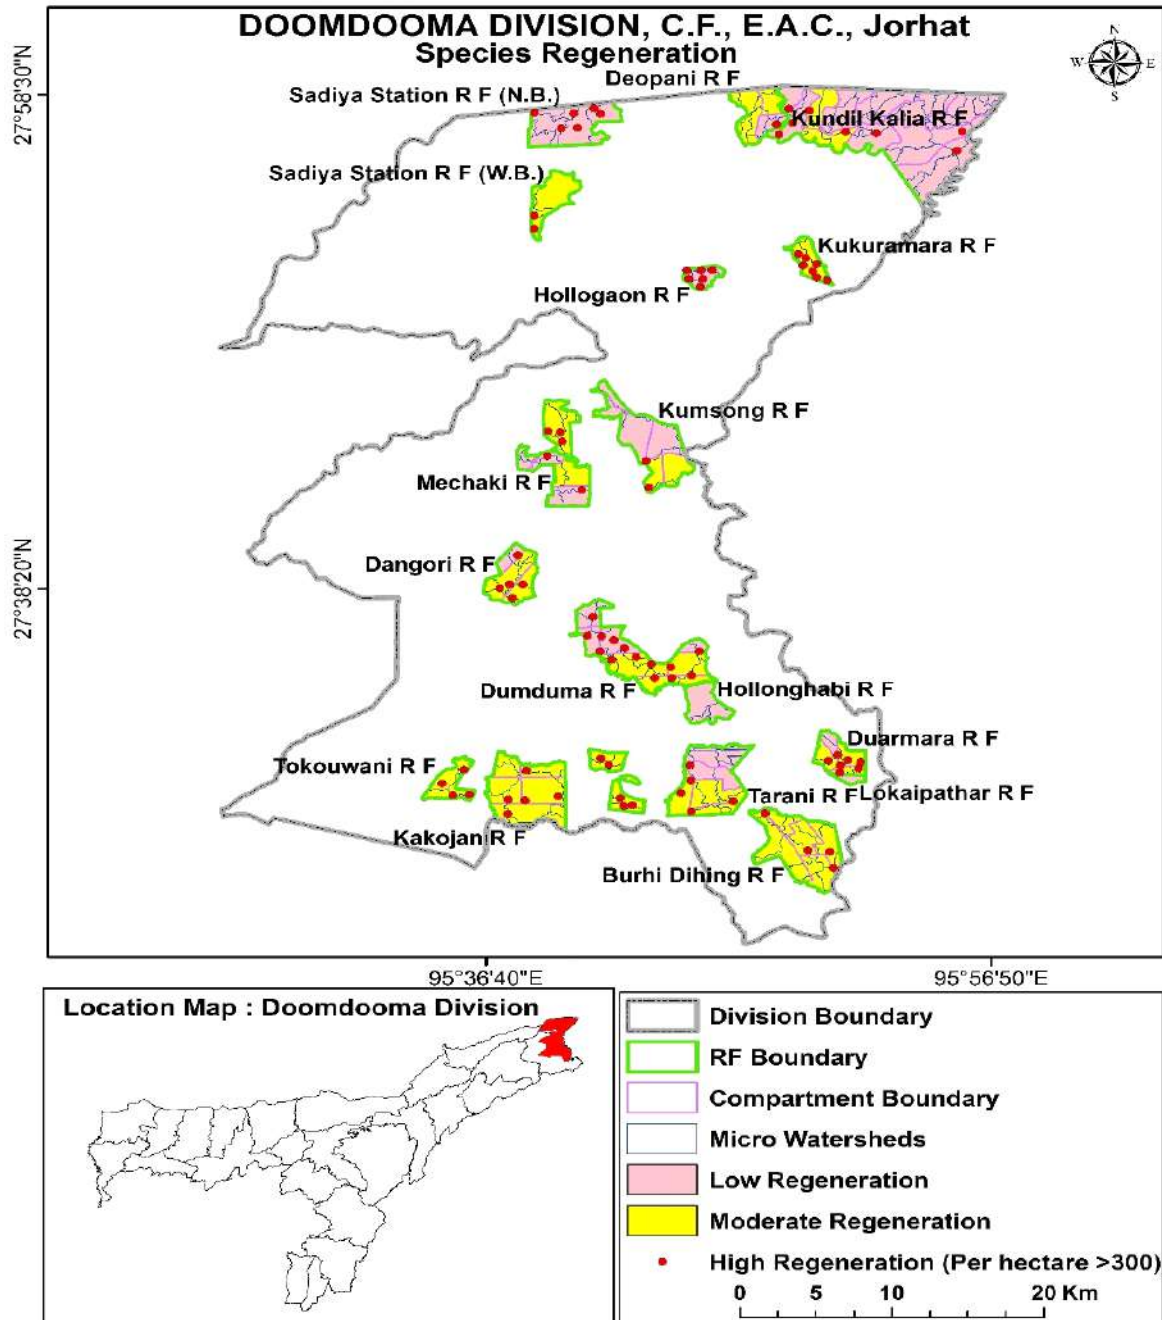 DOOMDOOMA DIVISION, C.F., E.A.C., Jorhat
Species Regeneration
N
W
E
S
27°58'30"N
27°38'20"N
Deopani R F
Sadiya Station R F (N.B.)
Kundil Kalia R F
Sadiya Station R F (W.B.)
Kukuramara R F
Hollogaon R F
Kumsong R F
Mechaki R F
Dangori R F
Dumduma R F
Hollonghabi R F
Duarmara R F
Tokouwani R F
Tarani R F
Lokaipathar R F
Kakojan R F
Burhi Dihing R F
95°36'40"E
95°56'50"E
Location Map : Doomdooma Division
Division Boundary
RF Boundary
Compartment Boundary
Micro Watersheds
Low Regeneration
Moderate Regeneration
High Regeneration (Per hectare >300)
0 5 10 20 Km